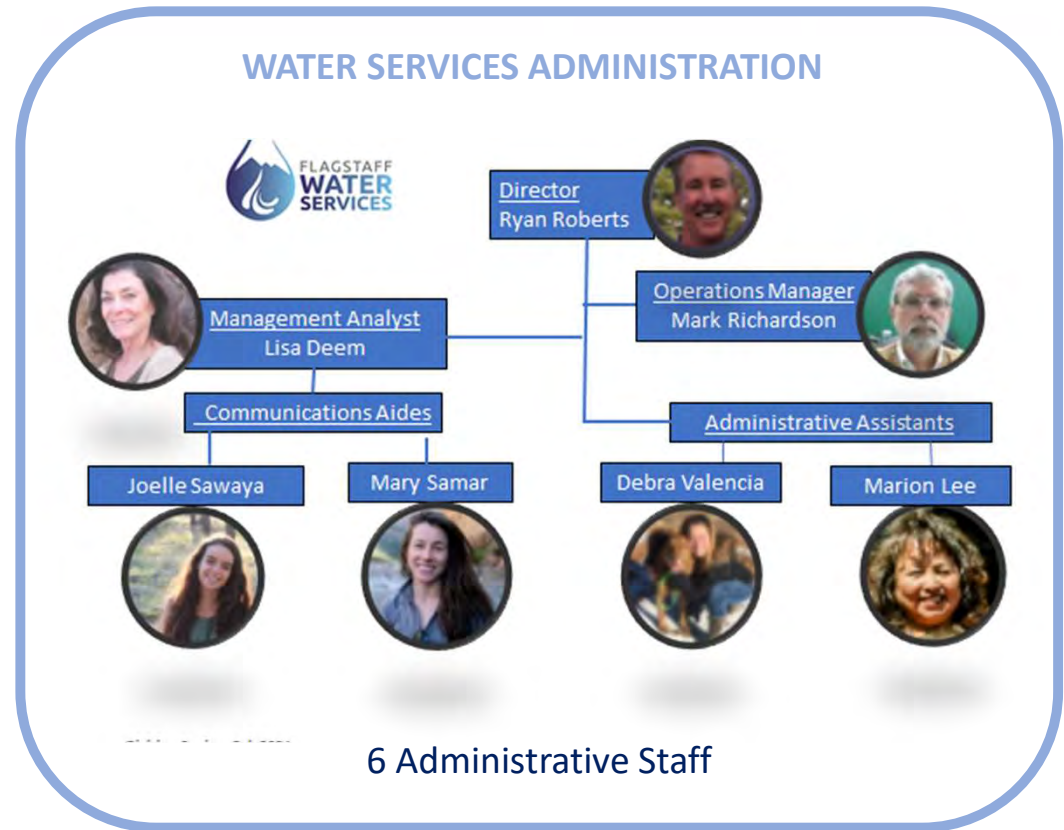 WATER SERVICES ADMINISTRATION
FLAGSTAFF
WATER
SERVICES
Director
Ryan Roberts
Operations Manager
Mark Richardson
Management Analyst
Lisa Deem
Communications Aides
Administrative Assistants
Joelle Sawaya
Mary Samar
Debra Valencia
Marion Lee
6 Administrative Staff